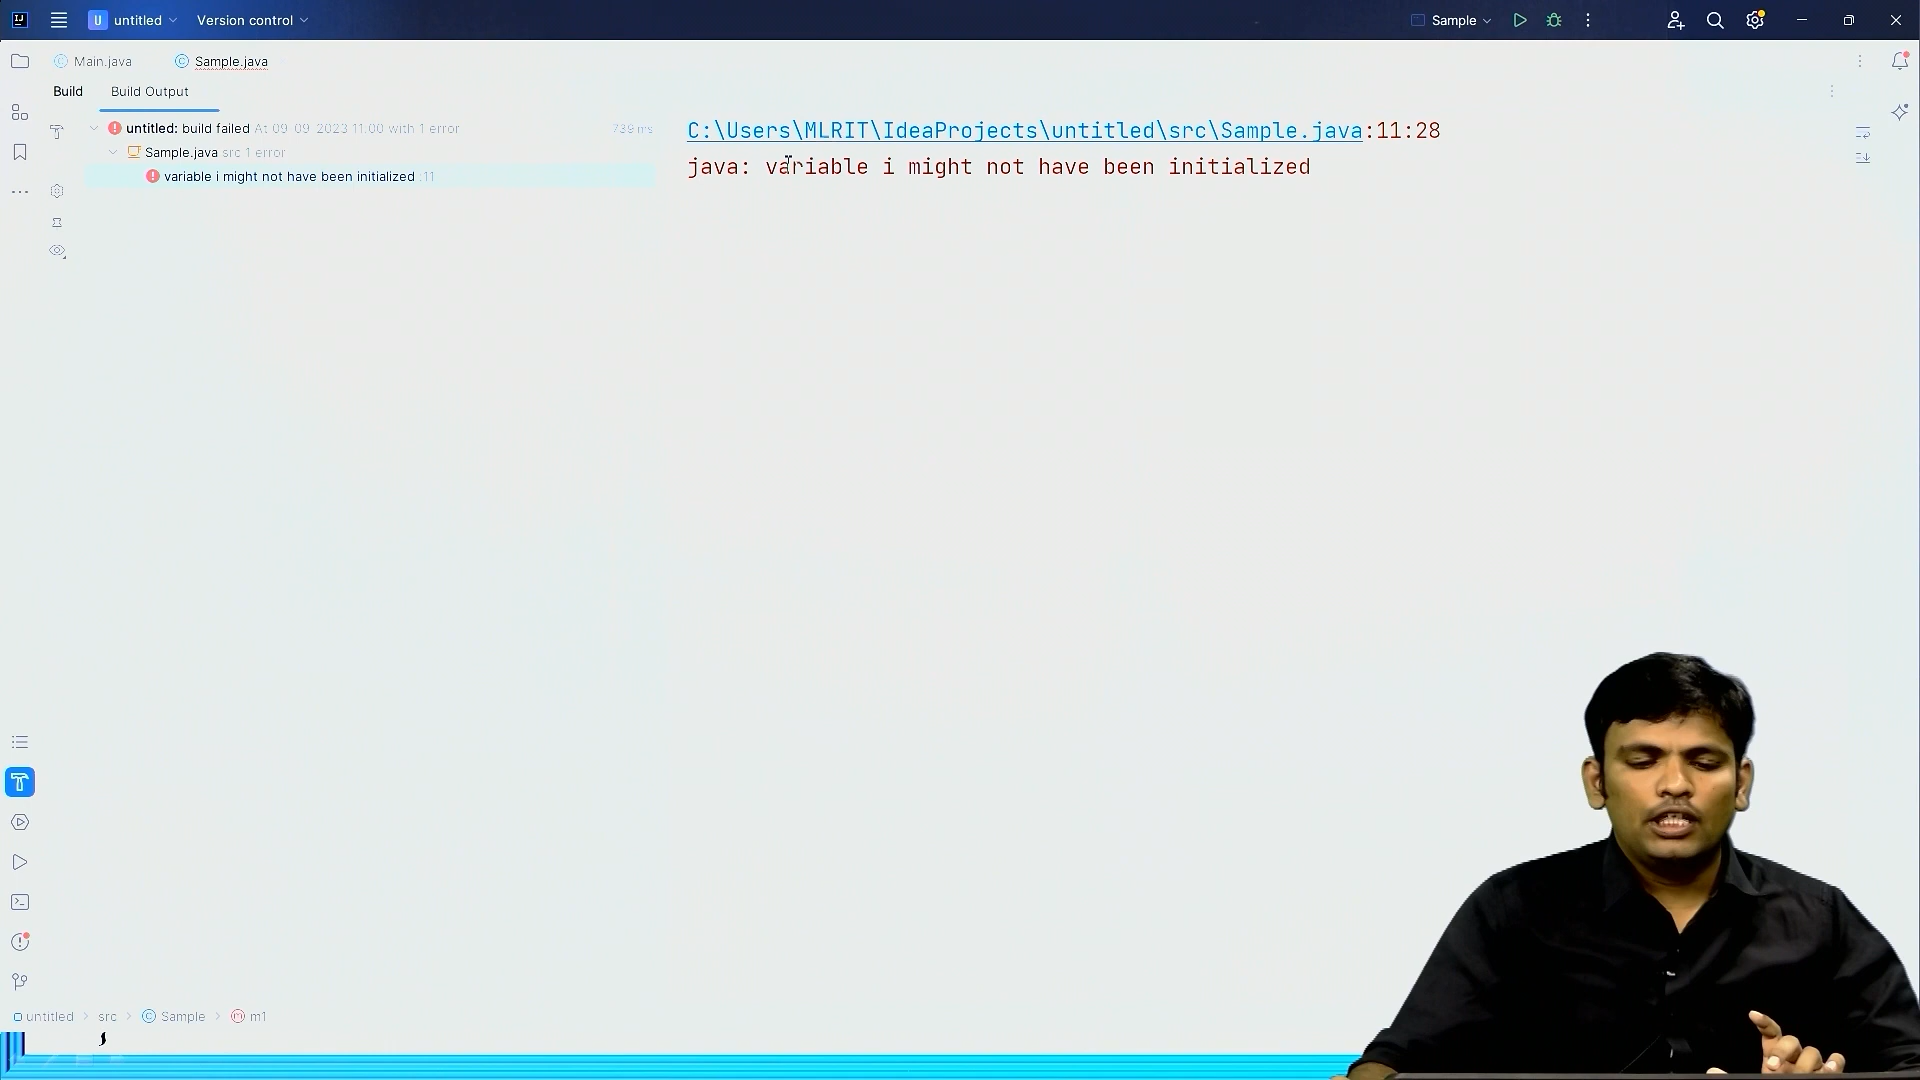 U untitled Version control Sample
Main.java Sample.java
Build Build Output
untitled: build failed At 09-09-2023 11:00 with 1 error 739 ms
Sample.java src 1 error
variable i might not have been initialized :11
C:\Users\MLRIT\IdeaProjects\untitled\src\Sample.java:11:28
java: variable i might not have been initialized
untitled > src > Sample > m1